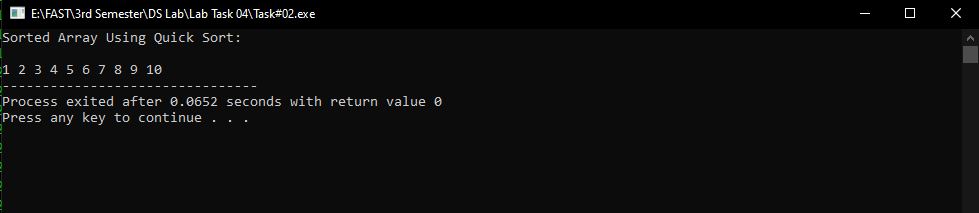 E:\FAST\3rd Semester\DS Lab\Lab Task 04\Task#02.exe
Sorted Array Using Quick Sort:
1 2 3 4 5 6 7 8 9 10
--------------------------------
Process exited after 0.0652 seconds with return value 0
Press any key to continue . . .